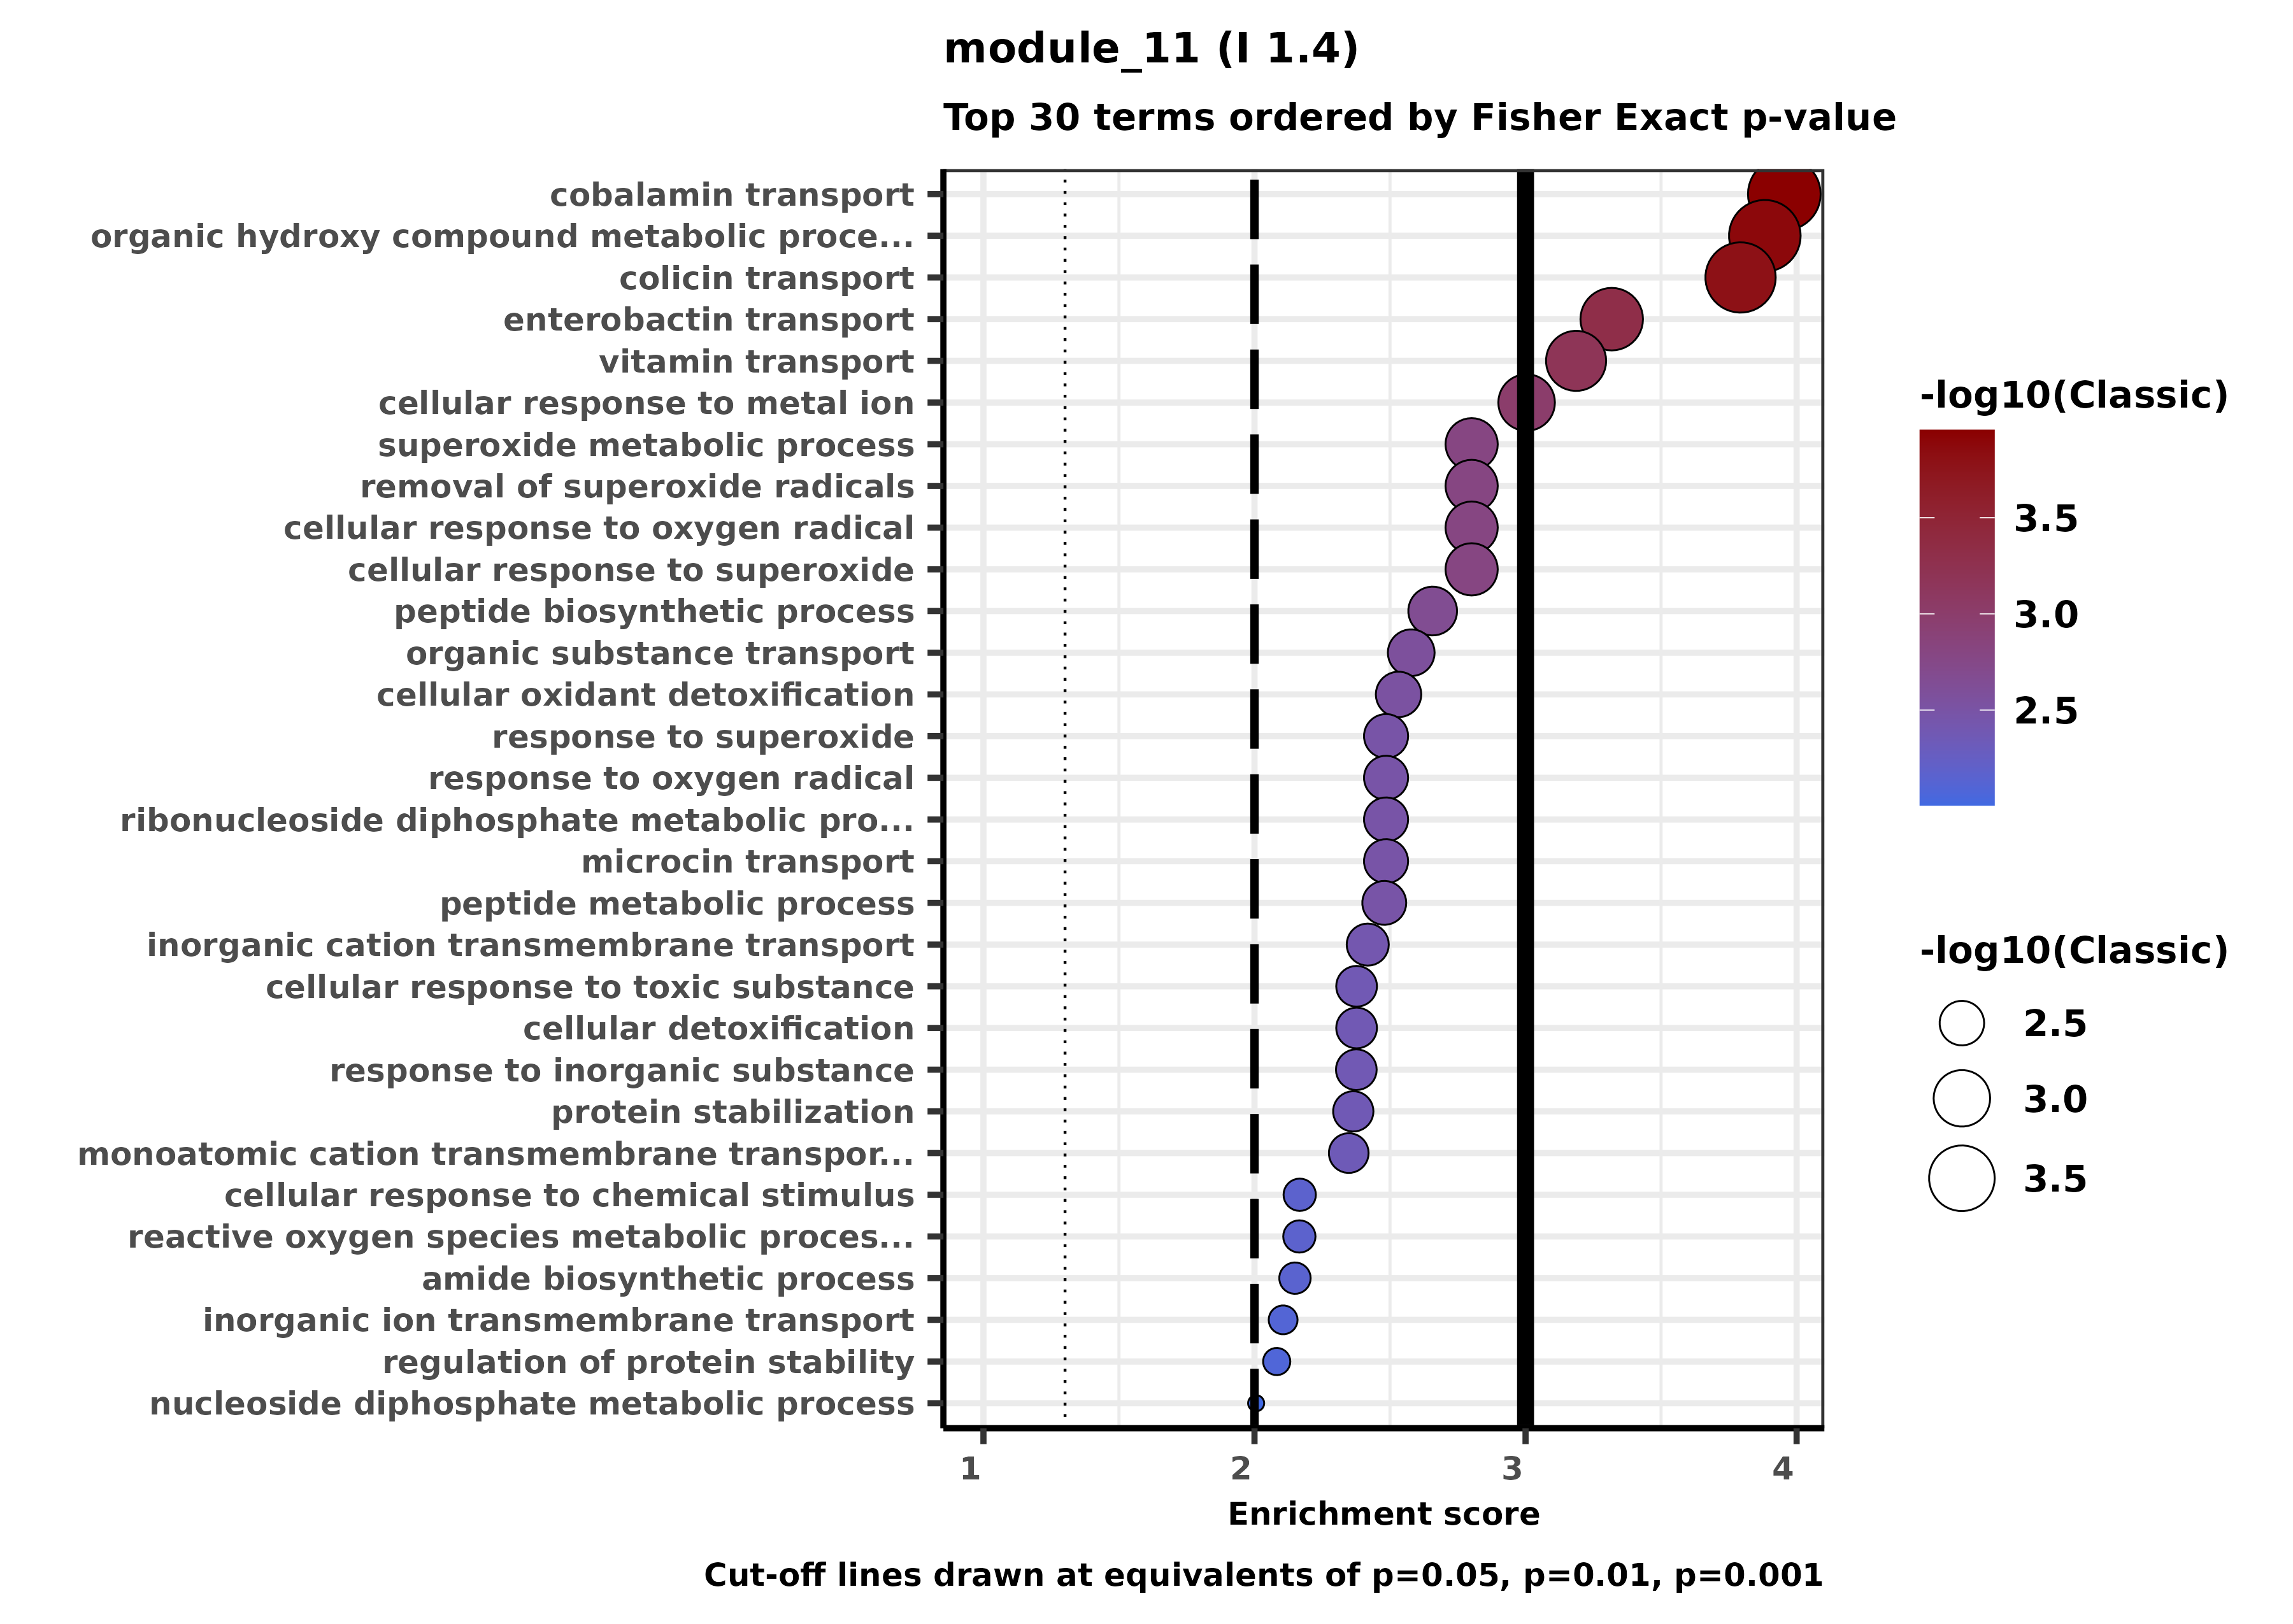 module_11 (I 1.4)
Top 30 terms ordered by Fisher Exact p-value
cobalamin transport
organic hydroxy compound metabolic proce...
colicin transport
enterobactin transport
vitamin transport
cellular response to metal ion
superoxide metabolic process
removal of superoxide radicals
cellular response to oxygen radical
cellular response to superoxide
peptide biosynthetic process
organic substance transport
cellular oxidant detoxification
response to superoxide
response to oxygen radical
ribonucleoside diphosphate metabolic pro...
microcin transport
peptide metabolic process
inorganic cation transmembrane transport
cellular response to toxic substance
cellular detoxification
response to inorganic substance
protein stabilization
monoatomic cation transmembrane transpor...
cellular response to chemical stimulus
reactive oxygen species metabolic proces...
amide biosynthetic process
inorganic ion transmembrane transport
regulation of protein stability
nucleoside diphosphate metabolic process
1 2 3 4
Enrichment score
Cut-off lines drawn at equivalents of p=0.05, p=0.01, p=0.001
-log10(Classic)
3.5
3.0
2.5
-log10(Classic)
2.5
3.0
3.5